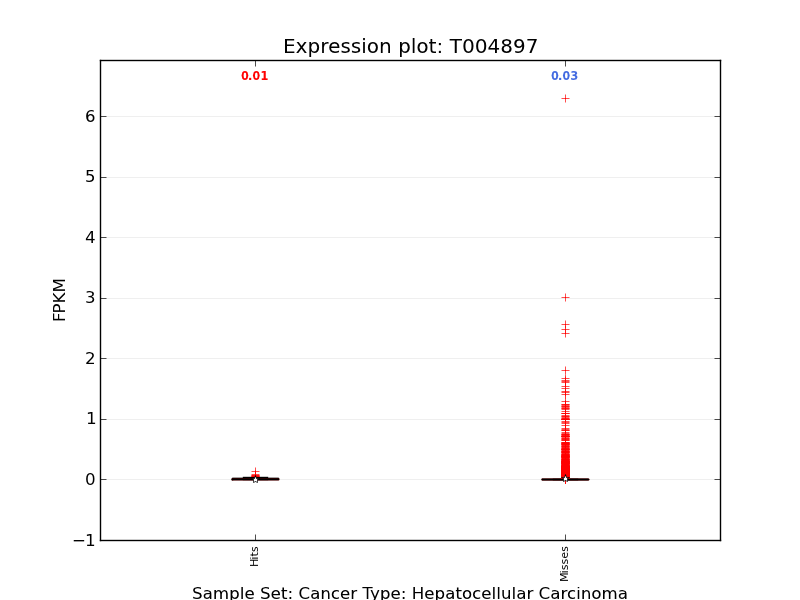 Expression plot: T004897
0.01
0.03
6
5
4
3
2
1
0
−1
FPKM
Hits
Misses
Sample Set: Cancer Type: Hepatocellular Carcinoma